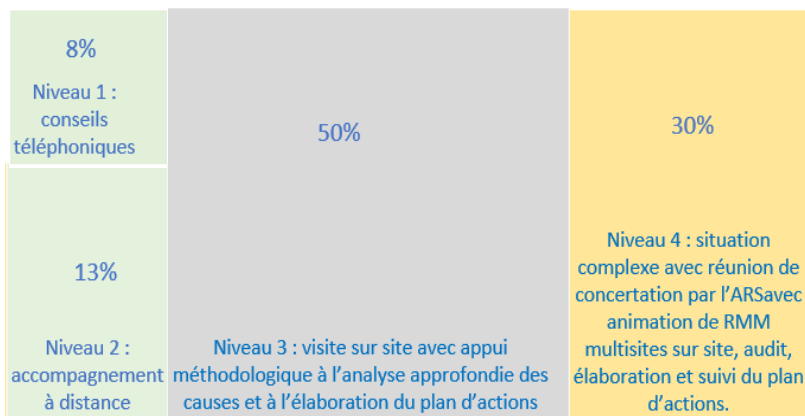 8%
Niveau 1 :
conseils
téléphoniques
13%
Niveau 2 :
accompagnement
à distance
50%
Niveau 3 : visite sur site avec appui
méthodologique à l’analyse approfondie des
causes et à l’élaboration du plan d’actions
30%
Niveau 4 : situation
complexe avec réunion de
concertation par l’ARSavec
animation de RMM
multisites sur site, audit,
élaboration et suivi du plan
d’actions.